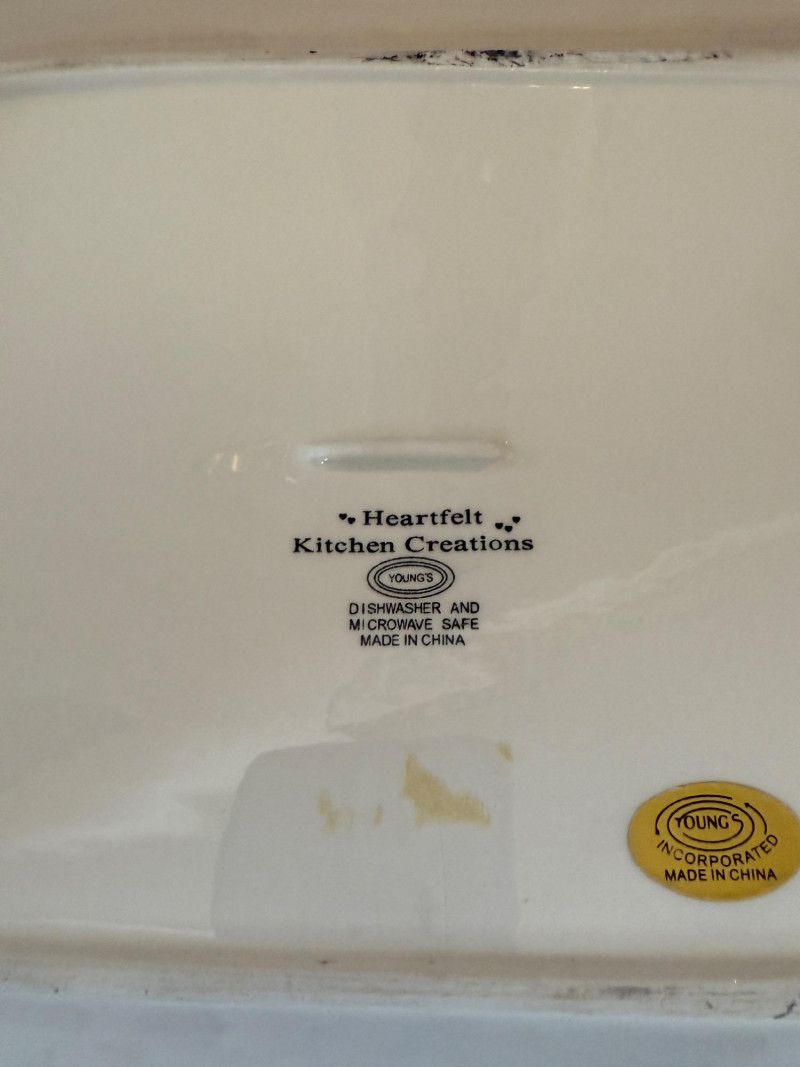 Heartfelt
Kitchen Creations
YOUNG'S
DISHWASHER AND
MICROWAVE SAFE
MADE IN CHINA
YOUNG'S
INCORPORATED
MADE IN CHINA